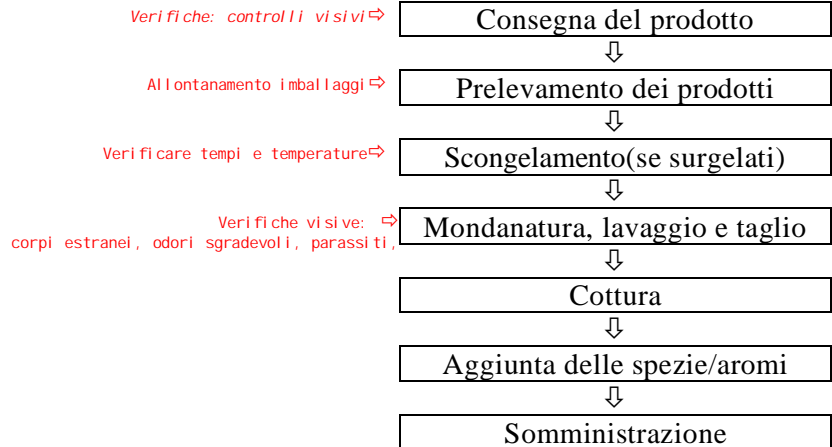 Verifiche: controlli visivi⇨ Consegna del prodotto
⇩
Allontanamento imballaggi⇨ Prelevamento dei prodotti
⇩
Verificare tempi e temperature⇨ Scongelamento(se surgelati)
⇩
Verifiche visive: ⇨ Mondanatura, lavaggio e taglio
corpi estranei, odori sgradevoli, parassiti,
⇩
Cottura
⇩
Aggiunta delle spezie/aromi
⇩
Somministrazione